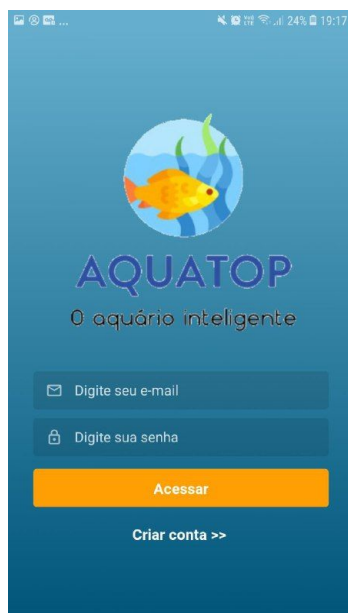 ... 24% 19:17
AQUATOP
O aquário inteligente
Digite seu e-mail
Digite sua senha
Acessar
Criar conta >>